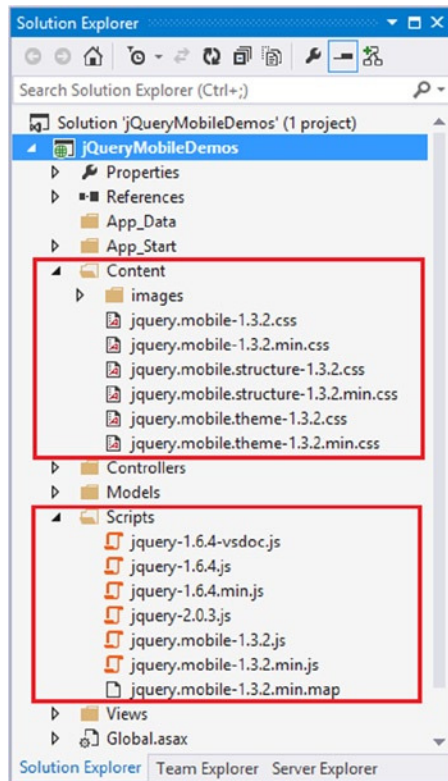 Solution Explorer
Search Solution Explorer (Ctrl+;)
Solution 'jQueryMobileDemos' (1 project)
jQueryMobileDemos
Properties
References
App_Data
App_Start
Content
images
jquery.mobile-1.3.2.css
jquery.mobile-1.3.2.min.css
jquery.mobile.structure-1.3.2.css
jquery.mobile.structure-1.3.2.min.css
jquery.mobile.theme-1.3.2.css
jquery.mobile.theme-1.3.2.min.css
Controllers
Models
Scripts
jquery-1.6.4-vsdoc.js
jquery-1.6.4.js
jquery-1.6.4.min.js
jquery-2.0.3.js
jquery.mobile-1.3.2.js
jquery.mobile-1.3.2.min.js
jquery.mobile-1.3.2.min.map
Views
Global.asax
Solution Explorer Team Explorer Server Explorer